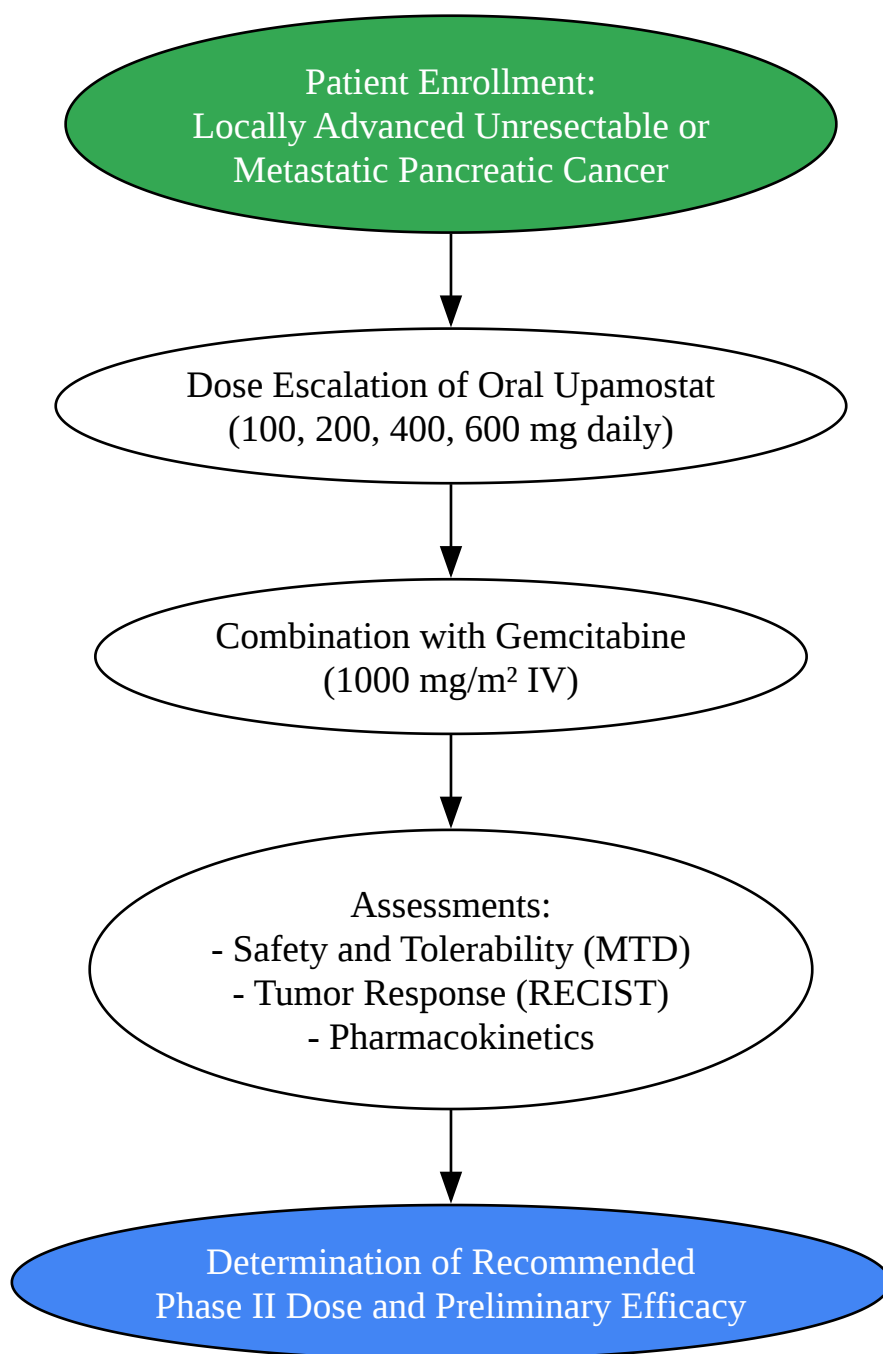 Patient Enrollment:
Locally Advanced Unresectable or
Metastatic Pancreatic Cancer
Dose Escalation of Oral Upamostat
(100, 200, 400, 600 mg daily)
Combination with Gemcitabine
(1000 mg/m² IV)
Assessments:
- Safety and Tolerability (MTD)
- Tumor Response (RECIST)
- Pharmacokinetics
Determination of Recommended
Phase II Dose and Preliminary Efficacy